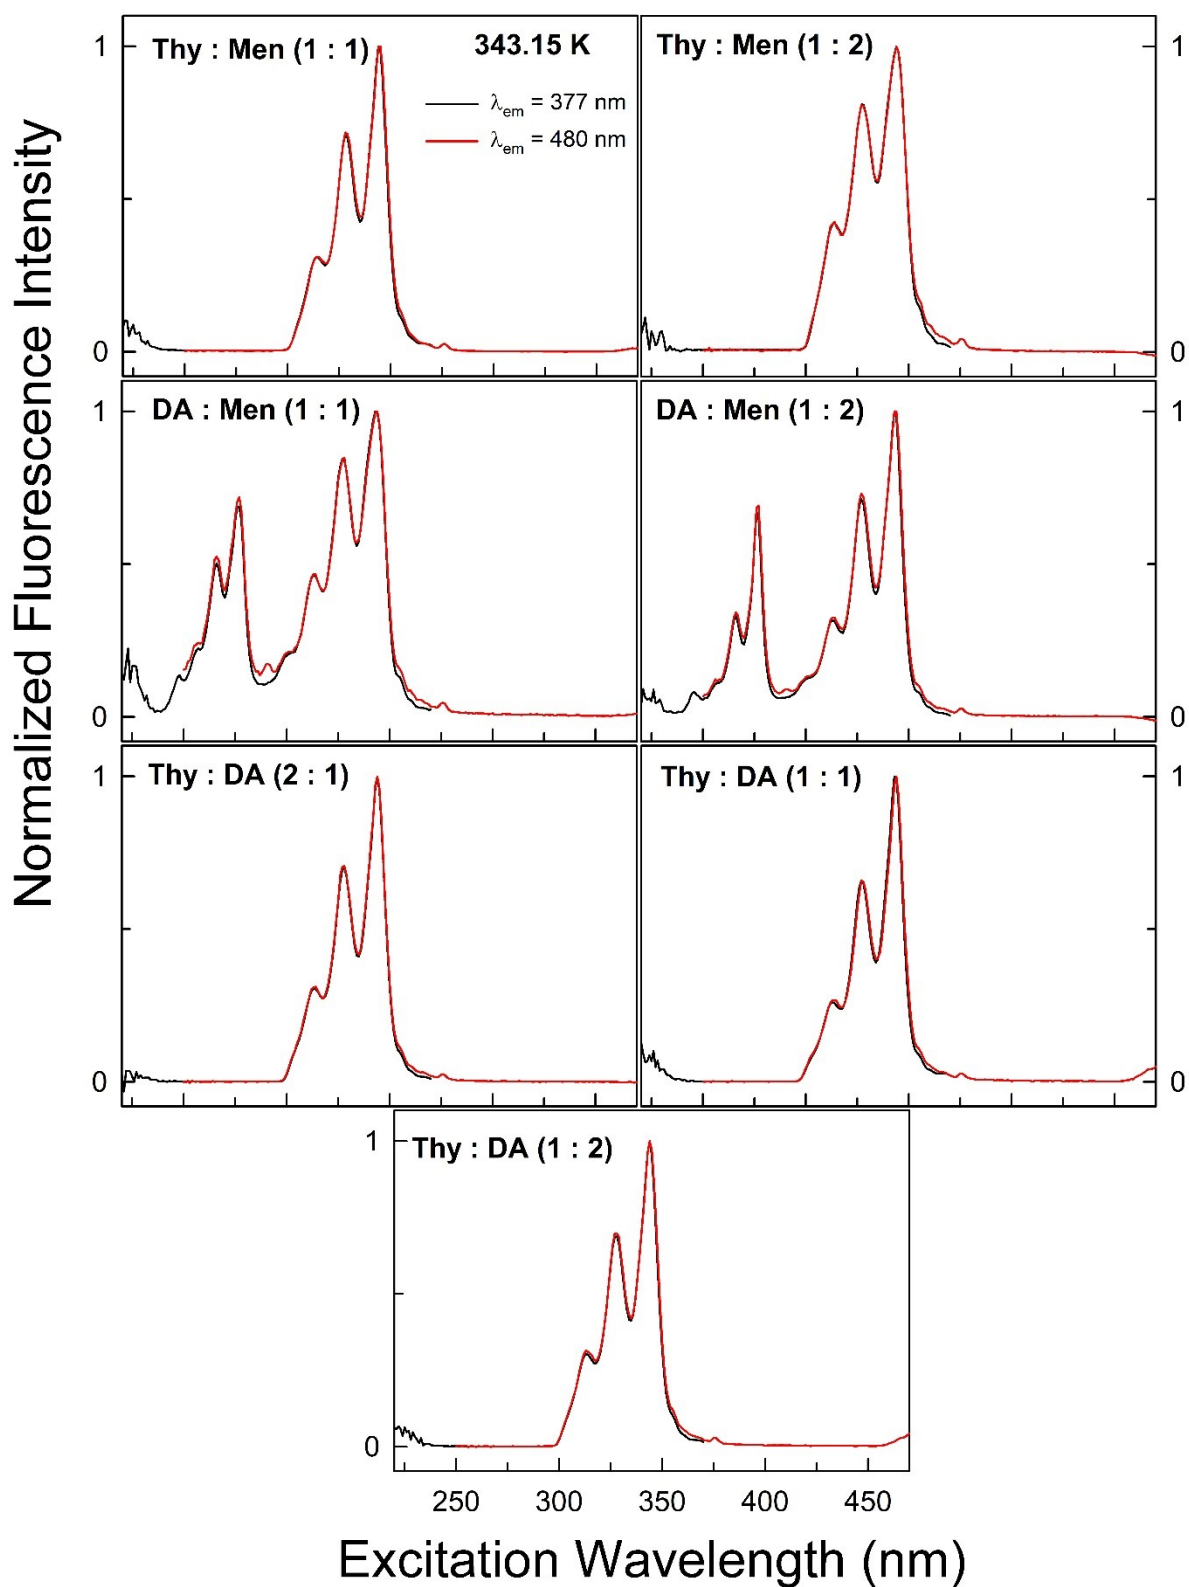 Normalized Fluorescence Intensity
Thy : Men (1 : 1)
343.15 K
λem = 377 nm
λem = 480 nm
1
0
Thy : Men (1 : 2)
1
0
DA : Men (1 : 1)
1
0
DA : Men (1 : 2)
1
0
Thy : DA (2 : 1)
1
0
Thy : DA (1 : 1)
1
0
Thy : DA (1 : 2)
1
0
250 300 350 400 450
Excitation Wavelength (nm)